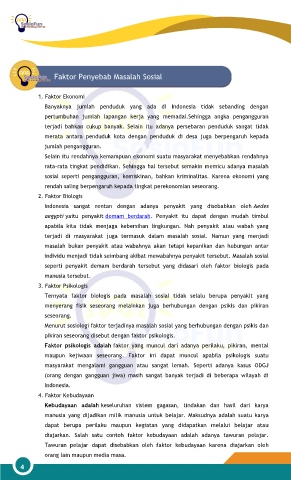 Faktor Penyebab Masalah Sosial
1. Faktor Ekonomi
Banyaknya jumlah penduduk yang ada di Indonesia tidak sebanding dengan
pertumbuhan jumlah lapangan kerja yang memadai.Sehingga angka pengangguran
terjadi bahkan cukup banyak. Selain itu adanya persebaran penduduk sangat tidak
merata antara penduduk kota dengan penduduk di desa juga berpengaruh kepada
jumlah pengangguran.
Selain itu rendahnya kemampuan ekonomi suatu masyarakat menyebabkan rendahnya
rata-rata tingkat pendidikan. Sehingga hal tersebut semakin memicu adanya masalah
sosial seperti pengangguran, kemiskinan, bahkan kriminalitas. Karena ekonomi yang
rendah saling berpengaruh kepada tingkat perekonomian seseorang.
2. Faktor Biologis
Indonesia sangat rentan dengan adanya penyakit yang disebabkan oleh Aedes
aegypti yaitu penyakit demam berdarah. Penyakit itu dapat dengan mudah timbul
apabila kita tidak menjaga kebersihan lingkungan. Nah penyakit atau wabah yang
terjadi di masyarakat juga termasuk dalam masalah sosial. Namun yang menjadi
masalah bukan penyakit atau wabahnya akan tetapi kepanikan dan hubungan antar
individu menjadi tidak seimbang akibat mewabahnya penyakit tersebut. Masalah sosial
seperti penyakit demam berdarah tersebut yang didasari oleh faktor biologis pada
manusia tersebut.
3. Faktor Psikologis
Ternyata faktor biologis pada masalah sosial tidak selalu berupa penyakit yang
menyerang fisik seseorang melainkan juga berhubungan dengan psikis dan pikiran
seseorang.
Menurut sosiologi faktor terjadinya masalah sosial yang berhubungan dengan psikis dan
pikiran seseorang disebut dengan faktor psikologis.
Faktor psikologis adalah faktor yang muncul dari adanya perilaku, pikiran, mental
maupun kejiwaan seseorang. Faktor ini dapat muncul apabila psikologis suatu
masyarakat mengalami gangguan atau sangat lemah. Seperti adanya kasus ODGJ
(orang dengan gangguan jiwa) masih sangat banyak terjadi di beberapa wilayah di
Indonesia.
4. Faktor Kebudayaan
Kebudayaan adalah keseluruhan sistem gagasan, tindakan dan hasil dari karya
manusia yang dijadikan milik manusia untuk belajar. Maksudnya adalah suatu karya
dapat berupa perilaku maupun kegiatan yang didapatkan melalui belajar atau
diajarkan. Salah satu contoh faktor kebudayaan adalah adanya tawuran pelajar.
Tawuran pelajar dapat disebabkan oleh faktor kebudayaan karena diajarkan oleh
orang lain maupun media masa.
4